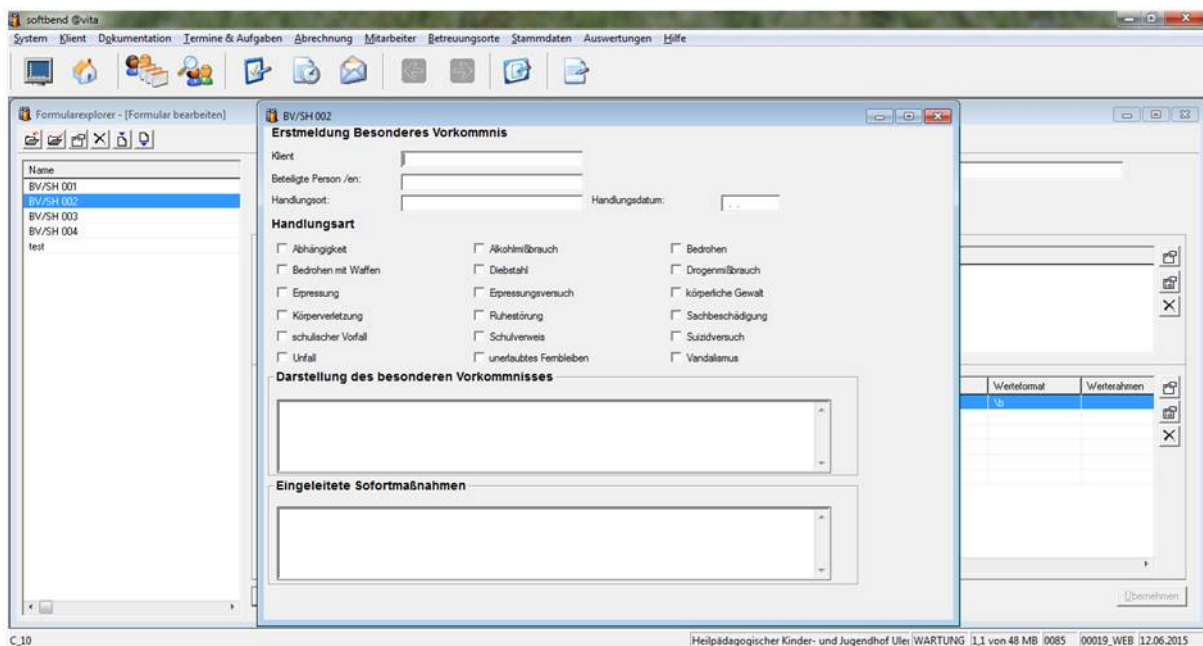 softbend @vita
System Klient Dokumentation Termine & Aufgaben Abrechnung Mitarbeiter Betreuungsorte Stammdaten Auswertungen Hilfe
Formularexplorer - [Formular bearbeiten]
Name
BV/SH 001
BV/SH 002
BV/SH 003
BV/SH 004
test
BV/SH 002
Erstmeldung Besonderes Vorkommnis
Klient
Beteiligte Person /en:
Handlungsort: Handlungsdatum: . .
Handlungsart
Abhängigkeit Alkoholmißbrauch Bedrohen
Bedrohen mit Waffen Diebstahl Drogenmißbrauch
Erpressung Erpressungsversuch körperliche Gewalt
Körperverletzung Ruhestörung Sachbeschädigung
schulischer Vorfall Schulverweis Suizidversuch
Unfall unerlaubtes Fernbleiben Vandalismus
Darstellung des besonderen Vorkommnisses
Eingeleitete Sofortmaßnahmen
Werteformat Werterahmen
\b
Übernehmen
C_10 Heilpädagogischer Kinder- und Jugendhof WARTUNG 1,1 von 48 MB 0085 00019_WEB 12.06.2015